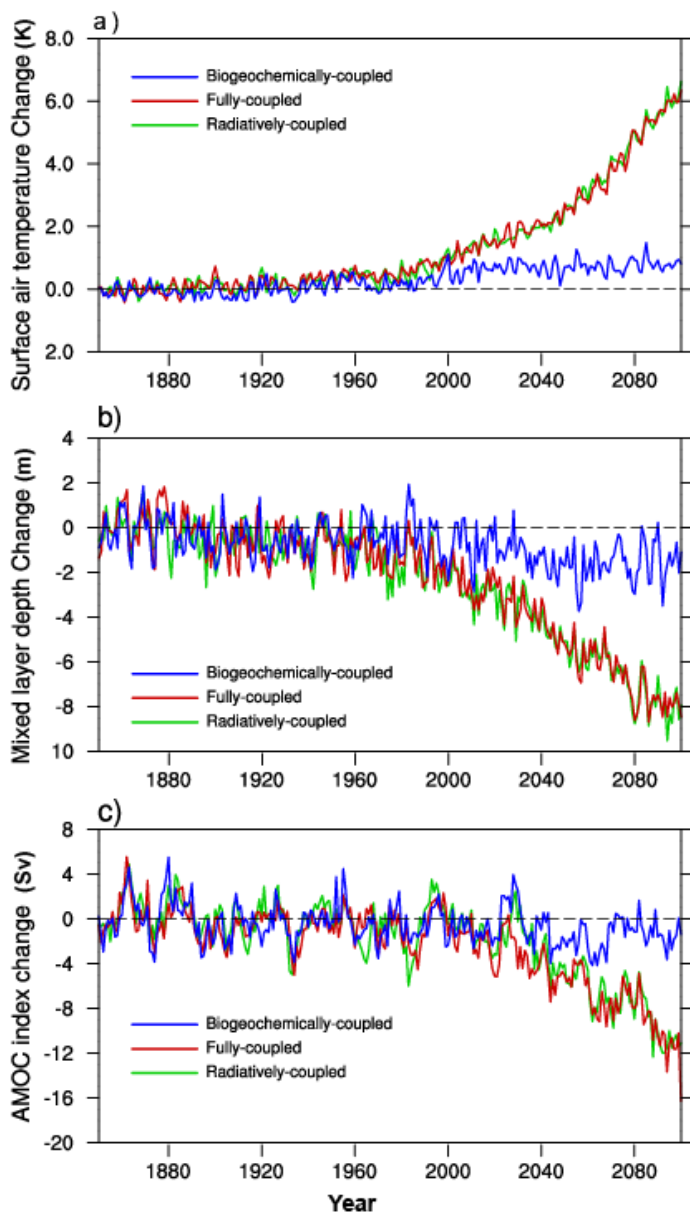 a)
Surface air temperature Change (K)
8.0
6.0
4.0
2.0
0.0
2.0
Biogeochemically-coupled
Fully-coupled
Radiatively-coupled
1880 1920 1960 2000 2040 2080
b)
Mixed layer depth Change (m)
4
2
0
-2
-4
-6
-8
10
Biogeochemically-coupled
Fully-coupled
Radiatively-coupled
1880 1920 1960 2000 2040 2080
c)
AMOC index change (Sv)
8
4
0
-4
-8
-12
-16
-20
Biogeochemically-coupled
Fully-coupled
Radiatively-coupled
1880 1920 1960 2000 2040 2080
Year